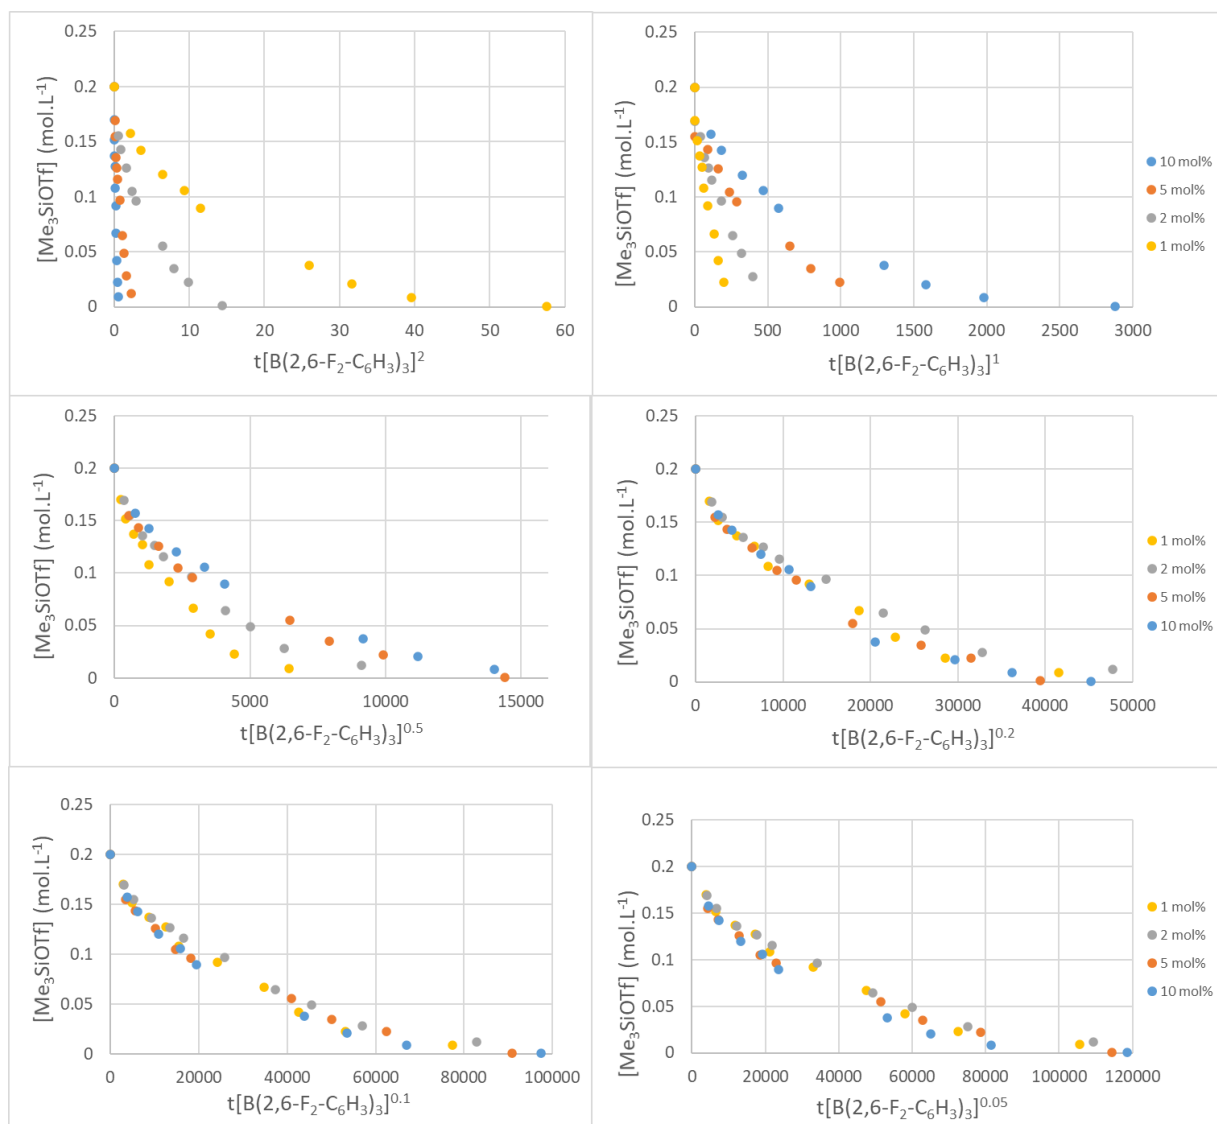 0.25
0.2
0.15
0.1
0.05
0
[Me3SiOTf] (mol.L-1)
0 10 20 30 40 50 60
t[B(2,6-F2-C6H3)3]2
0.25
0.2
0.15
0.1
0.05
0
[Me3SiOTf] (mol.L-1)
0 500 1000 1500 2000 2500 3000
t[B(2,6-F2-C6H3)3]1
10 mol%
5 mol%
2 mol%
1 mol%
0.25
0.2
0.15
0.1
0.05
0
[Me3SiOTf] (mol.L-1)
0 5000 10000 15000
t[B(2,6-F2-C6H3)3]0.5
0.25
0.2
0.15
0.1
0.05
0
[Me3SiOTf] (mol.L-1)
0 10000 20000 30000 40000 50000
t[B(2,6-F2-C6H3)3]0.2
1 mol%
2 mol%
5 mol%
10 mol%
0.25
0.2
0.15
0.1
0.05
0
[Me3SiOTf] (mol.L-1)
0 20000 40000 60000 80000 100000
t[B(2,6-F2-C6H3)3]0.1
0.25
0.2
0.15
0.1
0.05
0
[Me3SiOTf] (mol.L-1)
0 20000 40000 60000 80000 100000 120000
t[B(2,6-F2-C6H3)3]0.05
1 mol%
2 mol%
5 mol%
10 mol%